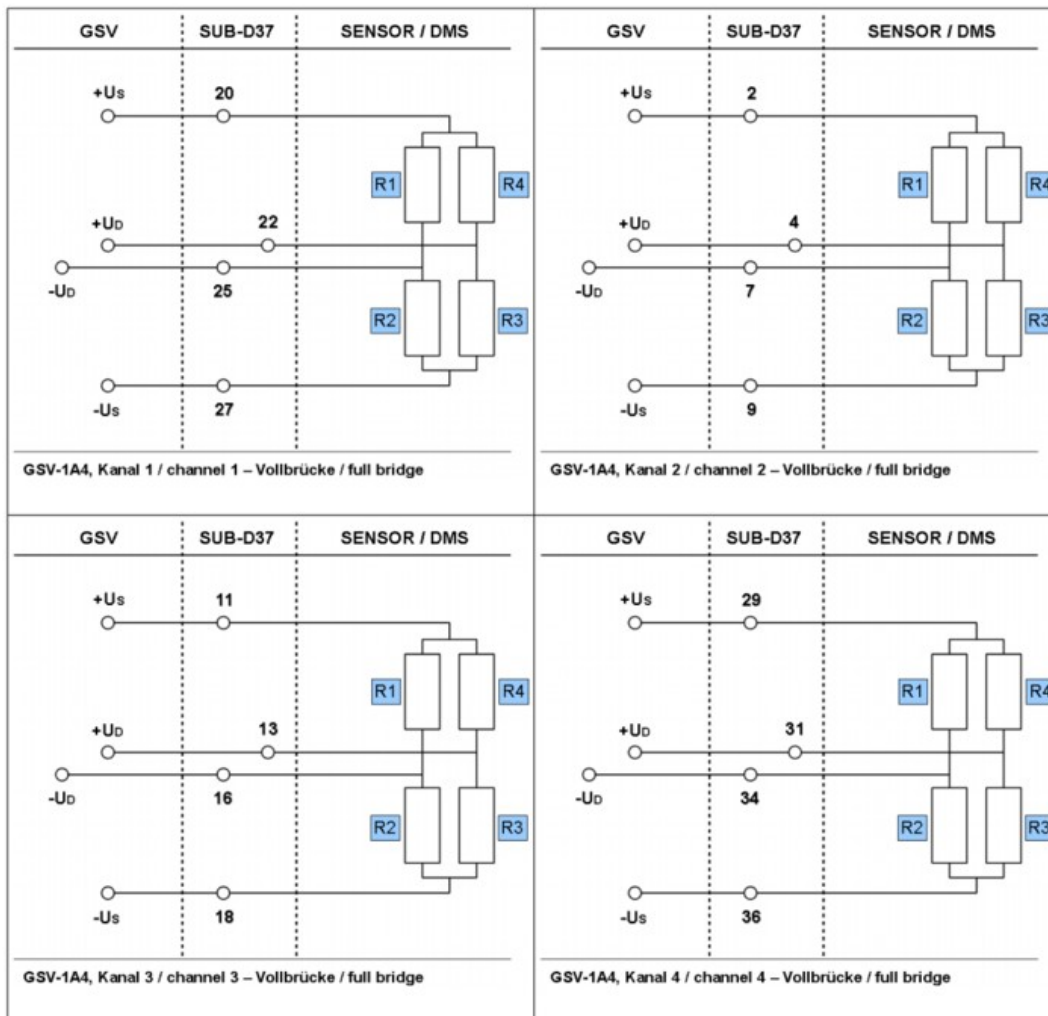 GSV SUB-D37 SENSOR / DMS
+Us 20
R1 R4
+UD 22
-UD 25
R2 R3
-Us 27
GSV-1A4, Kanal 1 / channel 1 – Vollbrücke / full bridge
GSV SUB-D37 SENSOR / DMS
+Us 2
R1 R4
+UD 4
-UD 7
R2 R3
-Us 9
GSV-1A4, Kanal 2 / channel 2 – Vollbrücke / full bridge
GSV SUB-D37 SENSOR / DMS
+Us 11
R1 R4
+UD 13
-UD 16
R2 R3
-Us 18
GSV-1A4, Kanal 3 / channel 3 – Vollbrücke / full bridge
GSV SUB-D37 SENSOR / DMS
+Us 29
R1 R4
+UD 31
-UD 34
R2 R3
-Us 36
GSV-1A4, Kanal 4 / channel 4 – Vollbrücke / full bridge